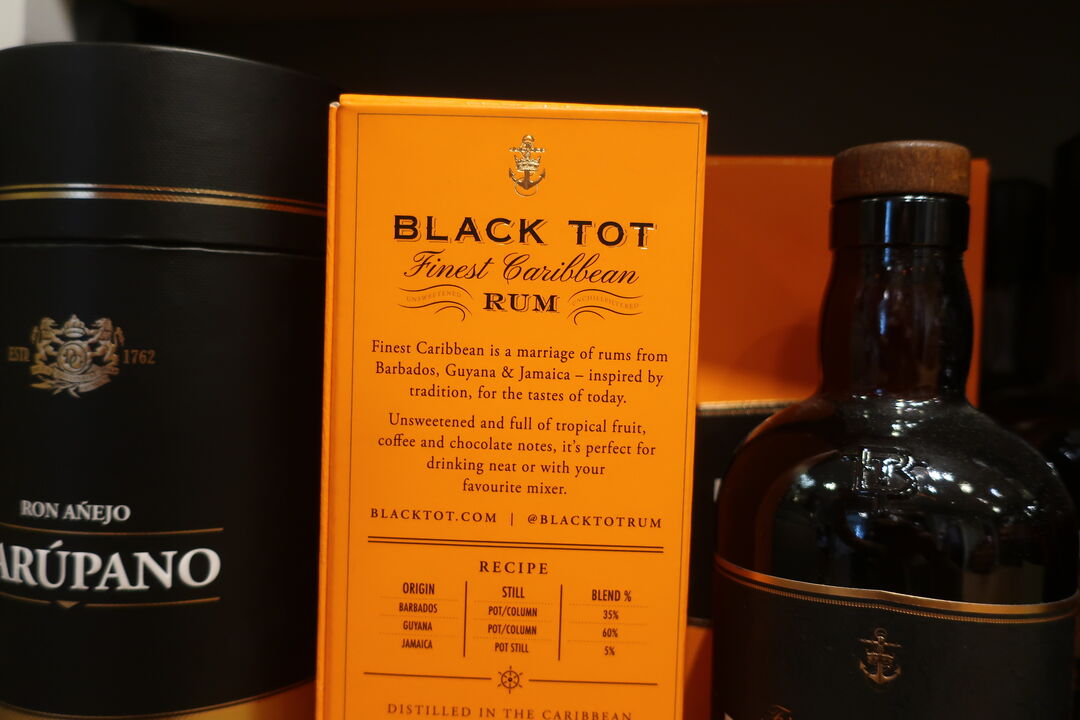 ESTD 1762
RON AÑEJO
ARÚPANO
BLACK TOT
Finest Caribbean
UNSWEETENED RUM UNCHILLFILTERED
Finest Caribbean is a marriage of rums from
Barbados, Guyana & Jamaica – inspired by
tradition, for the tastes of today.
Unsweetened and full of tropical fruit,
coffee and chocolate notes, it's perfect for
drinking neat or with your
favourite mixer.
BLACKTOT.COM | @BLACKTOTRUM
RECIPE
ORIGIN STILL BLEND %
BARBADOS POT/COLUMN 35%
GUYANA POT/COLUMN 60%
JAMAICA POT STILL 5%
DISTILLED IN THE CARIBBEAN